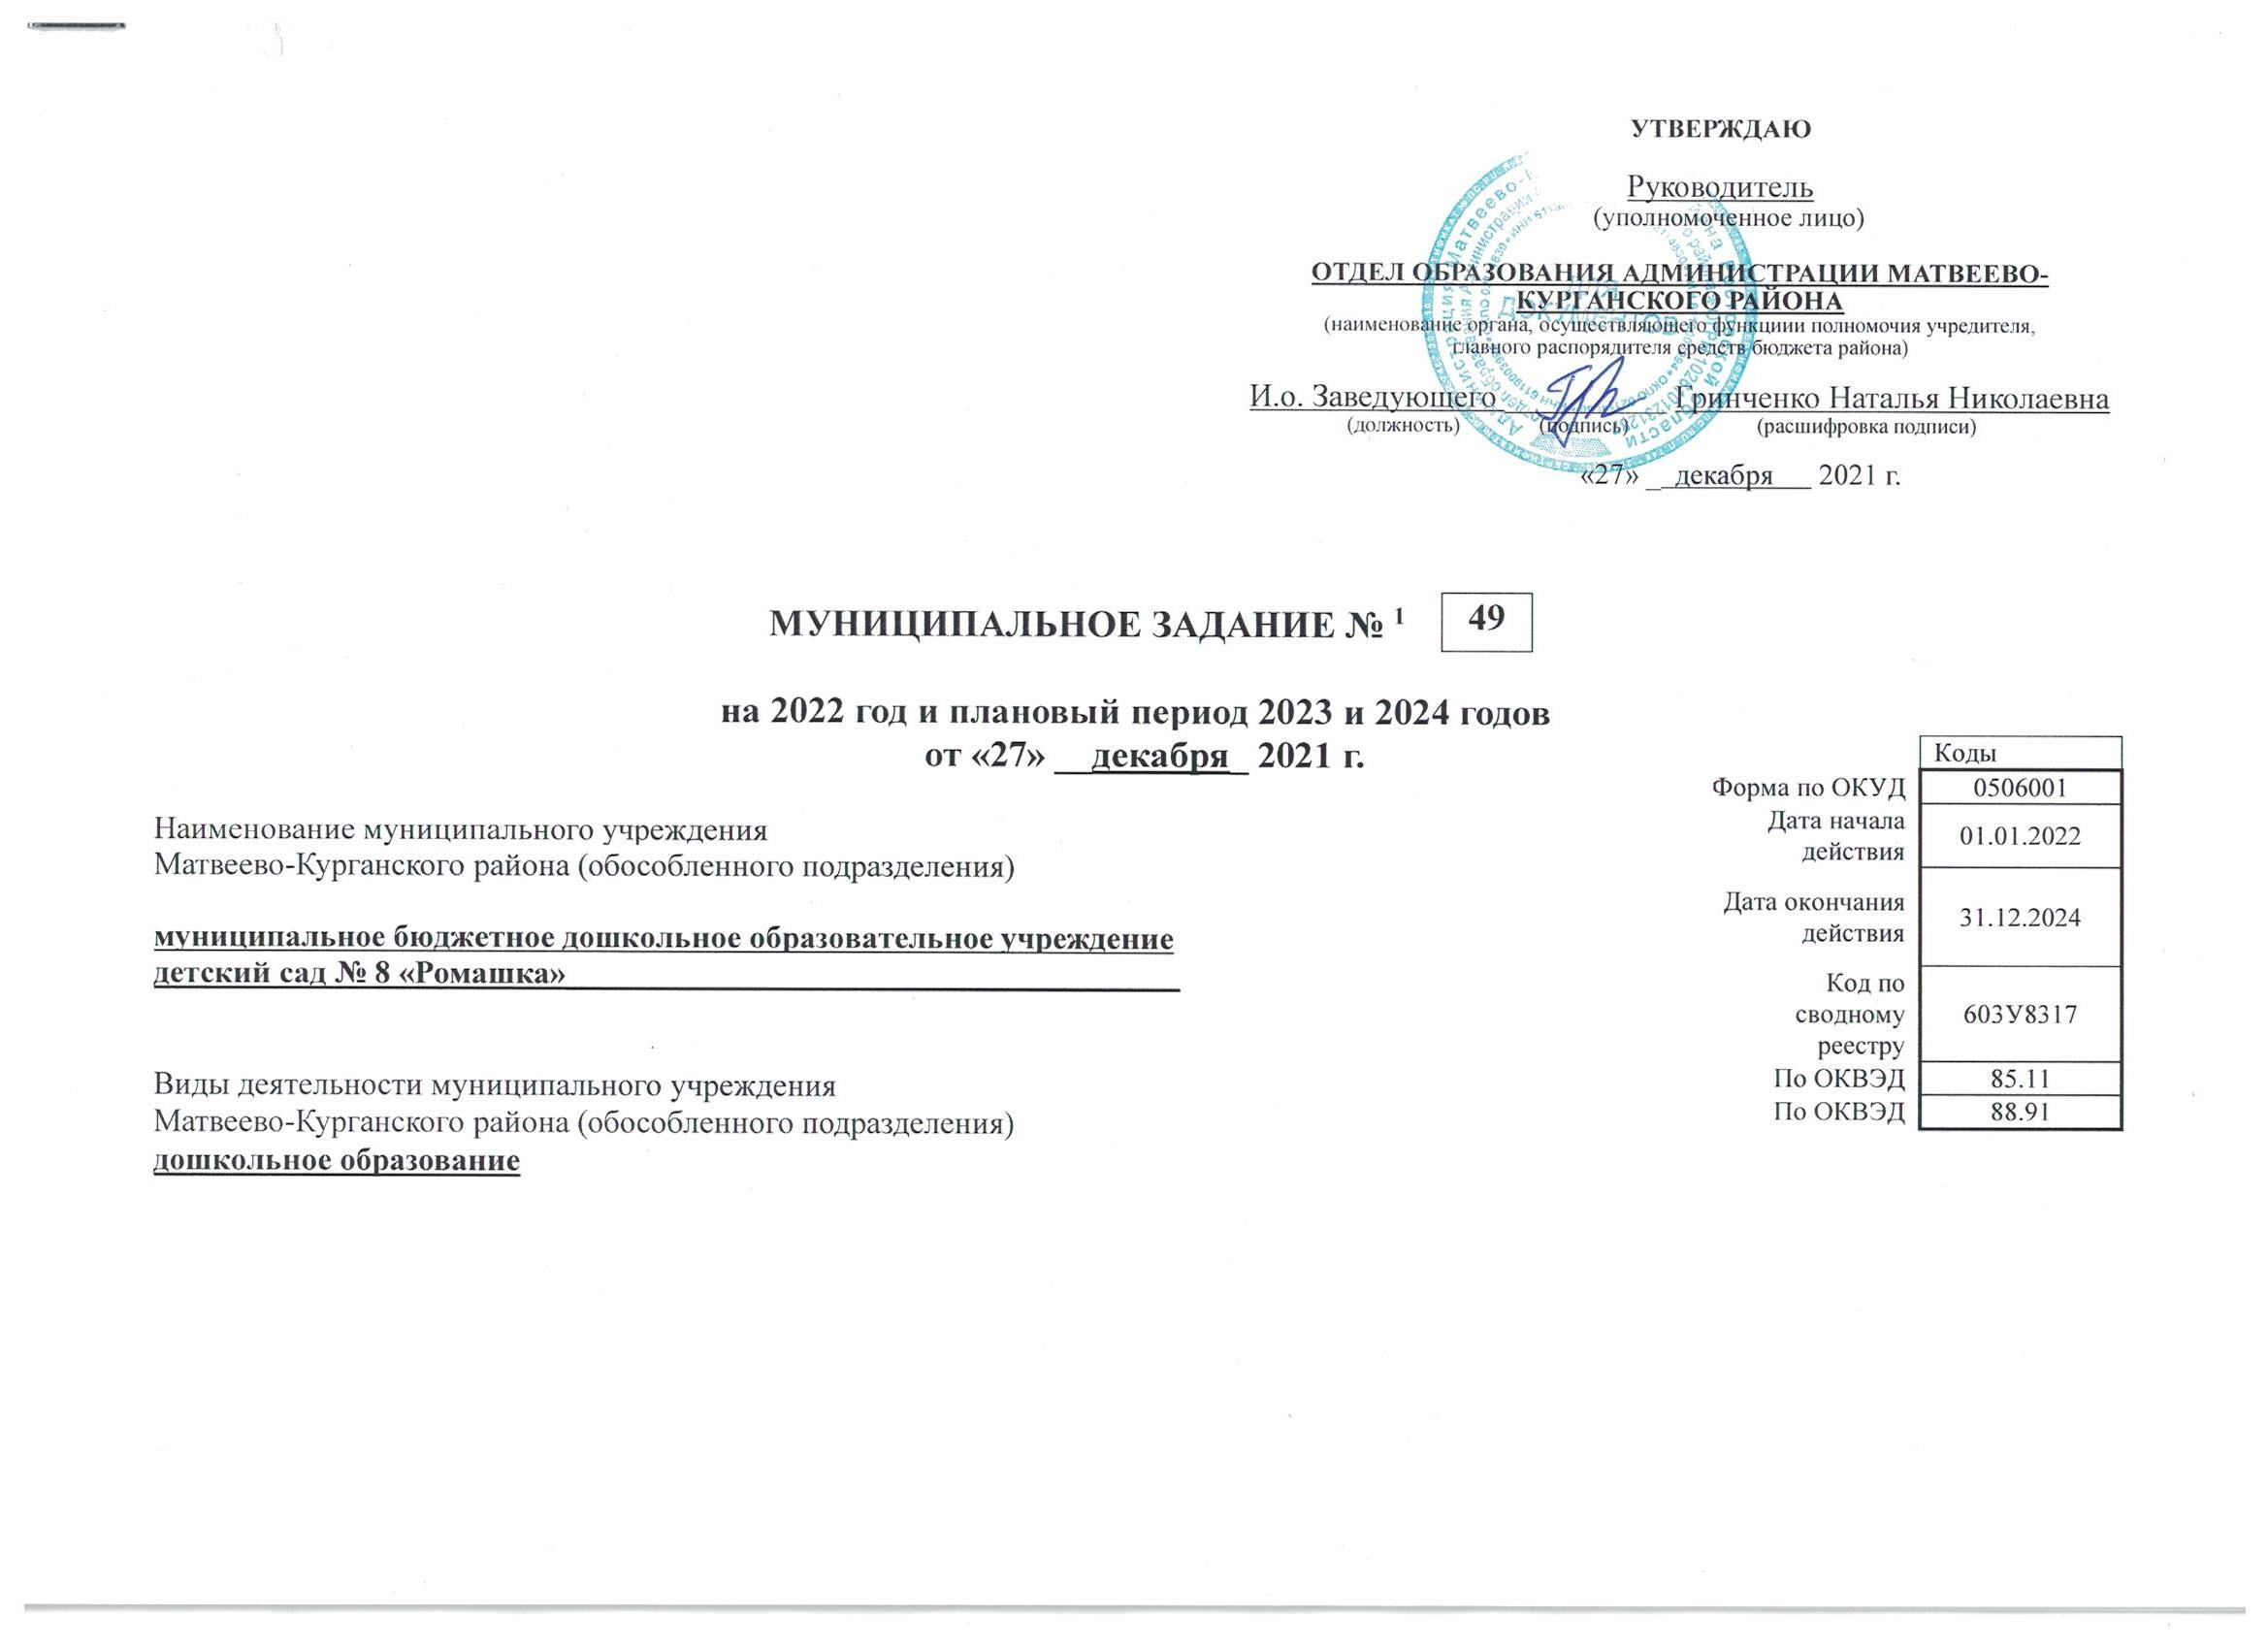 УТВЕРЖДАЮ
Руководитель
(уполномоченное лицо)
ОТДЕЛ ОБРАЗОВАНИЯ АДМИНИСТРАЦИИ МАТВЕЕВО-
КУРГАНСКОГО РАЙОНА
(наименование органа, осуществляющего функциии полномочия учредителя,
главного распорядителя средств бюджета района)
И.о. Заведующего Гринченко Наталья Николаевна
(должность) (подпись) (расшифровка подписи)
«27» декабря 2021 г.
МУНИЦИПАЛЬНОЕ ЗАДАНИЕ № 1 49
на 2022 год и плановый период 2023 и 2024 годов
от «27» декабря 2021 г.
Наименование муниципального учреждения
Матвеево-Курганского района (обособленного подразделения)
муниципальное бюджетное дошкольное образовательное учреждение
детский сад № 8 «Ромашка»
Виды деятельности муниципального учреждения
Матвеево-Курганского района (обособленного подразделения)
дошкольное образование
Коды
Форма по ОКУД 0506001
Дата начала
действия 01.01.2022
Дата окончания
действия 31.12.2024
Код по
сводному
реестру 603У8317
По ОКВЭД 85.11
По ОКВЭД 88.91